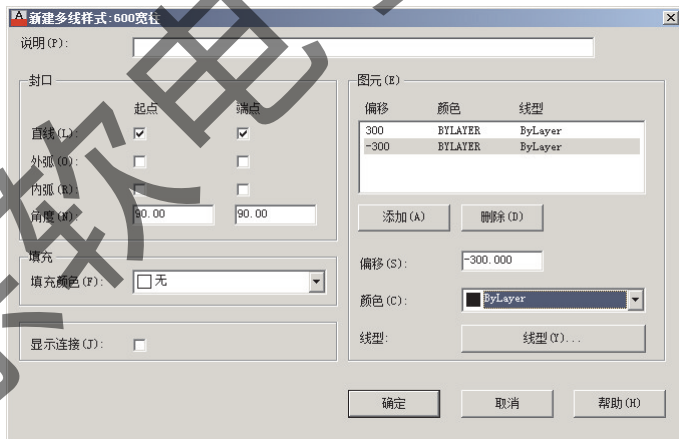 新建多线样式:600宽柱
说明(P):
封口
起点 端点
直线(L):
外弧(O):
内弧(R):
角度(N): 90.00 90.00
填充
填充颜色(F): 无
显示连接(J):
图元(E)
偏移 颜色 线型
300 BYLAYER ByLayer
-300 BYLAYER ByLayer
添加(A) 删除(D)
偏移(S): -300.000
颜色(C): ByLayer
线型: 线型(Y)...
确定 取消 帮助(H)
软电